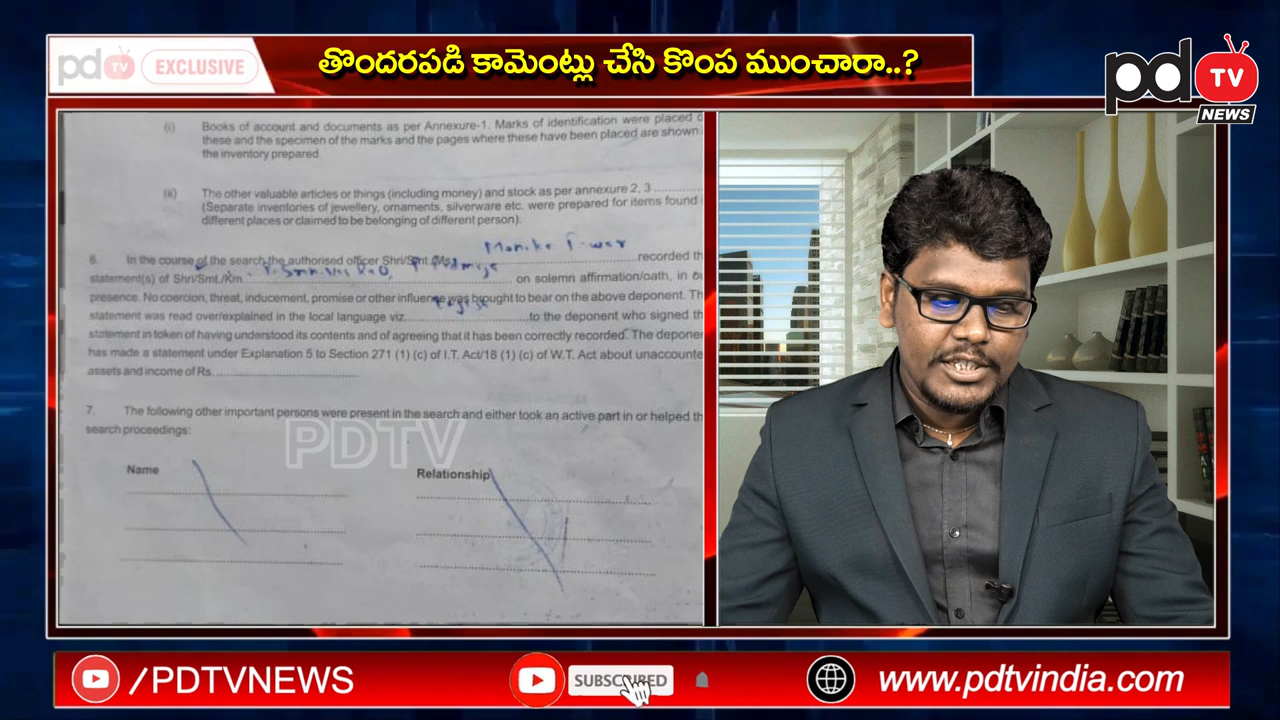 pd TV EXCLUSIVE
తొందరపడి కామెంట్లు చేసి కొంప ముంచారా..?
pd TV NEWS
(i) Books of account and documents as per Annexure-1. Marks of identification were placed
these and the specimen of the marks and the pages where these have been placed are shown
the inventory prepared
(ii) The other valuable articles or things (including money) and stock as per annexure 2, 3 ............
(Separate inventories of jewellery, ornaments, silverware etc. were prepared for items found
different places or claimed to be belonging of different person).
6. In the course of the search the authorised officer Shri/Smt./Ms. ............ recorded th
statement(s) of Shri/Smt./Km. ............ on solemn affirmation/oath, in
presence. No coercion, threat, inducement, promise or other influence was brought to bear on the above deponent. Th
statement was read over/explained in the local language viz. ............ to the deponent who signed th
statement in token of having understood its contents and of agreeing that it has been correctly recorded. The depone
has made a statement under Explanation 5 to Section 271 (1) (c) of I.T. Act/18 (1) (c) of W.T. Act about unaccounte
assets and income of Rs. ............
7. The following other important persons were present in the search and either took an active part in or helped th
search proceedings:
PDTV
Name Relationship
/PDTVNEWS SUBSCRIBED www.pdtvindia.com